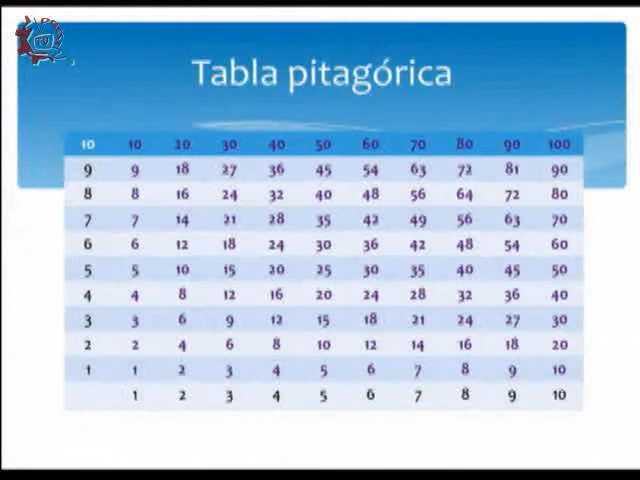 Tabla pitagórica
10 10 20 30 40 50 60 70 80 90 100
9 9 18 27 36 45 54 63 72 81 90
8 8 16 24 32 40 48 56 64 72 80
7 7 14 21 28 35 42 49 56 63 70
6 6 12 18 24 30 36 42 48 54 60
5 5 10 15 20 25 30 35 40 45 50
4 4 8 12 16 20 24 28 32 36 40
3 3 6 9 12 15 18 21 24 27 30
2 2 4 6 8 10 12 14 16 18 20
1 1 2 3 4 5 6 7 8 9 10
1 2 3 4 5 6 7 8 9 10